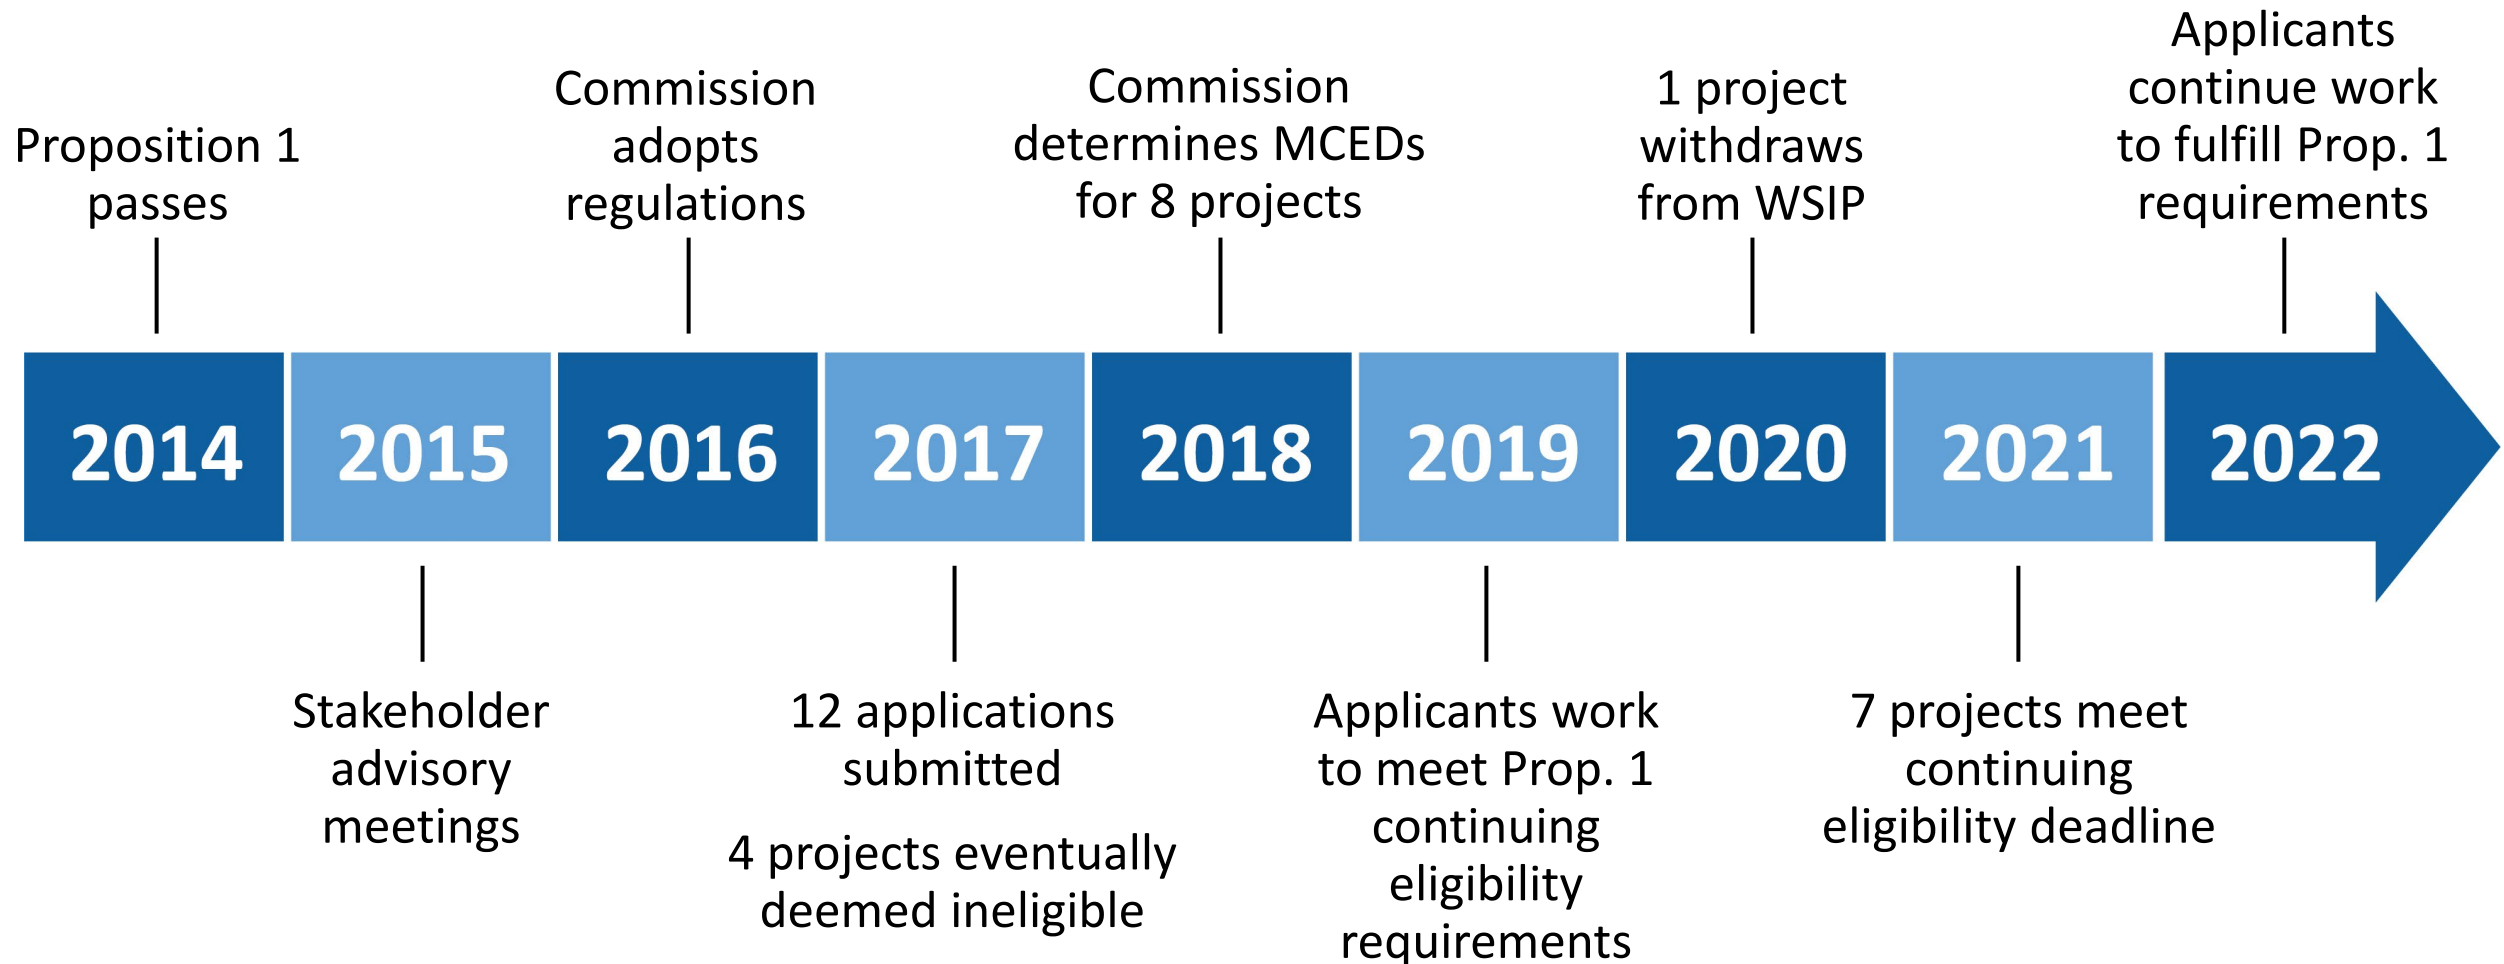 Proposition 1
passes
Commission
adopts
regulations
Commission
determines MCEDs
for 8 projects
1 project
withdraws
from WSIP
Applicants
continue work
to fulfill Prop. 1
requirements
2014
2015
2016
2017
2018
2019
2020
2021
2022
Stakeholder
advisory
meetings
12 applications
submitted
4 projects eventually
deemed ineligible
Applicants work
to meet Prop. 1
continuing
eligibility
requirements
7 projects meet
continuing
eligibility deadline